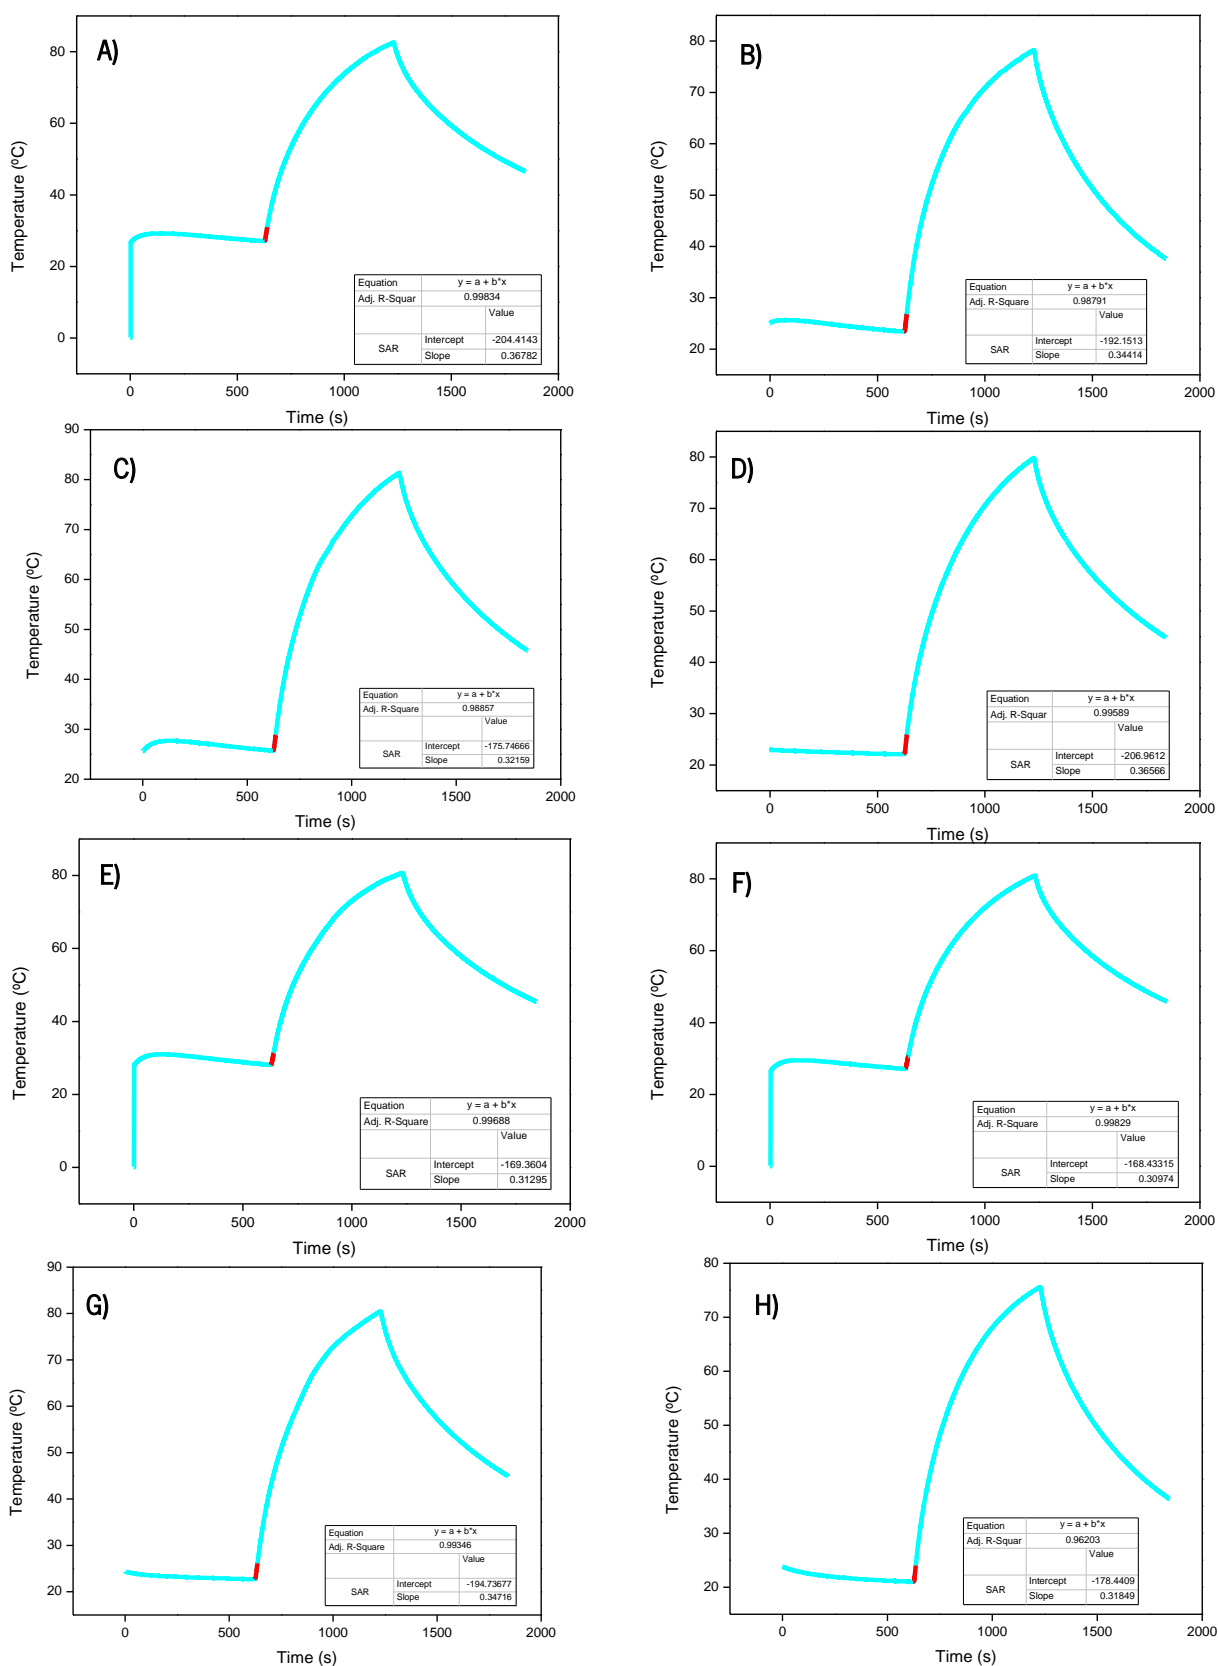 A)
Temperature (ºC)
80
60
40
20
0
Equation y = a + b*x
Adj. R-Squar 0.99834
Value
SAR Intercept -204.4143
Slope 0.36782
0 500 1000 1500 2000
Time (s)
B)
Temperature (ºC)
80
70
60
50
40
30
20
Equation y = a + b*x
Adj. R-Square 0.98791
Value
SAR Intercept -192.1513
Slope 0.34414
0 500 1000 1500 2000
Time (s)
C)
Temperature (ºC)
90
80
70
60
50
40
30
20
Equation y = a + b*x
Adj. R-Square 0.98857
Value
SAR Intercept -175.74666
Slope 0.32159
0 500 1000 1500 2000
Time (s)
D)
Temperature (ºC)
80
70
60
50
40
30
20
Equation y = a + b*x
Adj. R-Squar 0.99589
Value
SAR Intercept -206.9612
Slope 0.36566
0 500 1000 1500 2000
Time (s)
E)
Temperature (ºC)
80
60
40
20
0
Equation y = a + b*x
Adj. R-Square 0.99688
Value
SAR Intercept -169.3604
Slope 0.31295
0 500 1000 1500 2000
Time (s)
F)
Temperature (ºC)
80
60
40
20
0
Equation y = a + b*x
Adj. R-Square 0.99829
Value
SAR Intercept -168.43315
Slope 0.30974
0 500 1000 1500 2000
Time (s)
G)
Temperature (ºC)
90
80
70
60
50
40
30
20
Equation y = a + b*x
Adj. R-Square 0.99346
Value
SAR Intercept -194.73677
Slope 0.34716
0 500 1000 1500 2000
Time (s)
H)
Temperature (ºC)
80
70
60
50
40
30
20
Equation y = a + b*x
Adj. R-Squar 0.96203
Value
SAR Intercept -178.4409
Slope 0.31849
0 500 1000 1500 2000
Time (s)